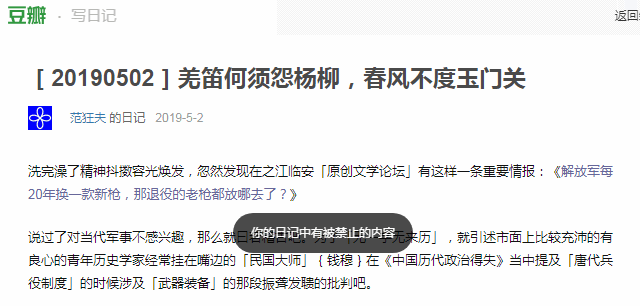 豆瓣 · 写日记 返回
［20190502］羌笛何须怨杨柳，春风不度玉门关
范狂夫 的日记 2019-5-2
洗完澡了精神抖擞容光焕发，忽然发现在之江临安「原创文学论坛」有这样一条重要情报：《解放军每
20年换一款新枪，那退役的老枪都放哪去了？》
你的日记中有被禁止的内容
说过了对当代军事不感兴趣，那么就
，就引述市面上比较充沛的有
良心的青年历史学家经常挂在嘴边的「民国大师」｛钱穆｝在《中国历代政治得失》当中提及「唐代兵
役制度」的时候涉及「武器装备」的那段振聋发聩的批判吧。